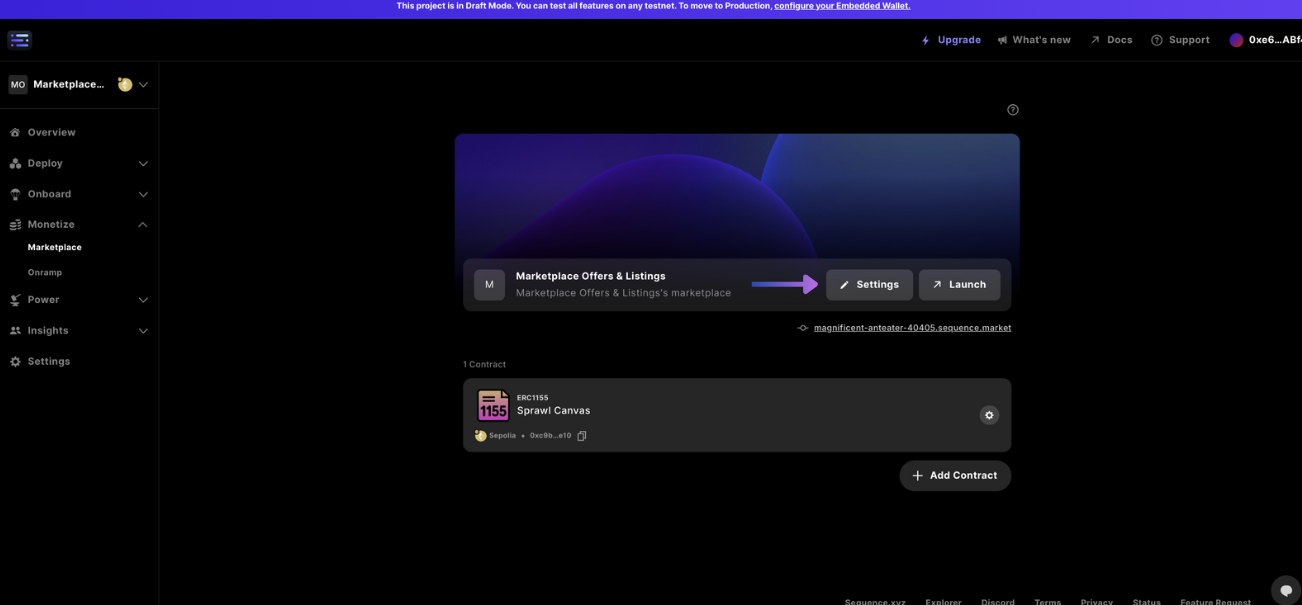 This project is in Draft Mode. You can test all features on any testnet. To move to Production, configure your Embedded Wallet.
Upgrade
What's new
Docs
Support
0xe6...ABf
MO
Marketplace...
Overview
Deploy
Onboard
Monetize
Marketplace
Onramp
Power
Insights
Settings
M
Marketplace Offers & Listings
Marketplace Offers & Listings's marketplace
Settings
Launch
magnificent-anteater-40405.sequence.market
1 Contract
1155
ERC1155
Sprawl Canvas
Sepolia • 0xc9b...e10
Add Contract
Sequence.xyz
Explorer
Discord
Terms
Privacy
Status
Feature Request